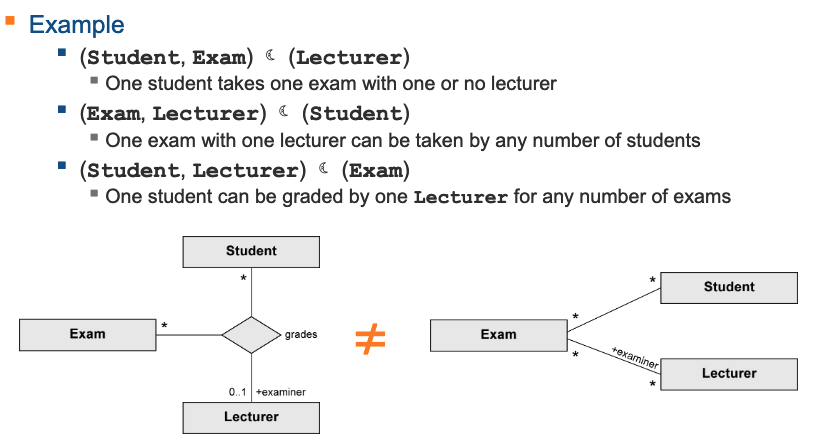 Example
(Student, Exam) ☾ (Lecturer)
One student takes one exam with one or no lecturer
(Exam, Lecturer) ☾ (Student)
One exam with one lecturer can be taken by any number of students
(Student, Lecturer) ☾ (Exam)
One student can be graded by one Lecturer for any number of exams
Student
*
Exam
*
grades
0..1
+examiner
Lecturer
≠
Exam
*
*
*
Student
+examiner
*
Lecturer